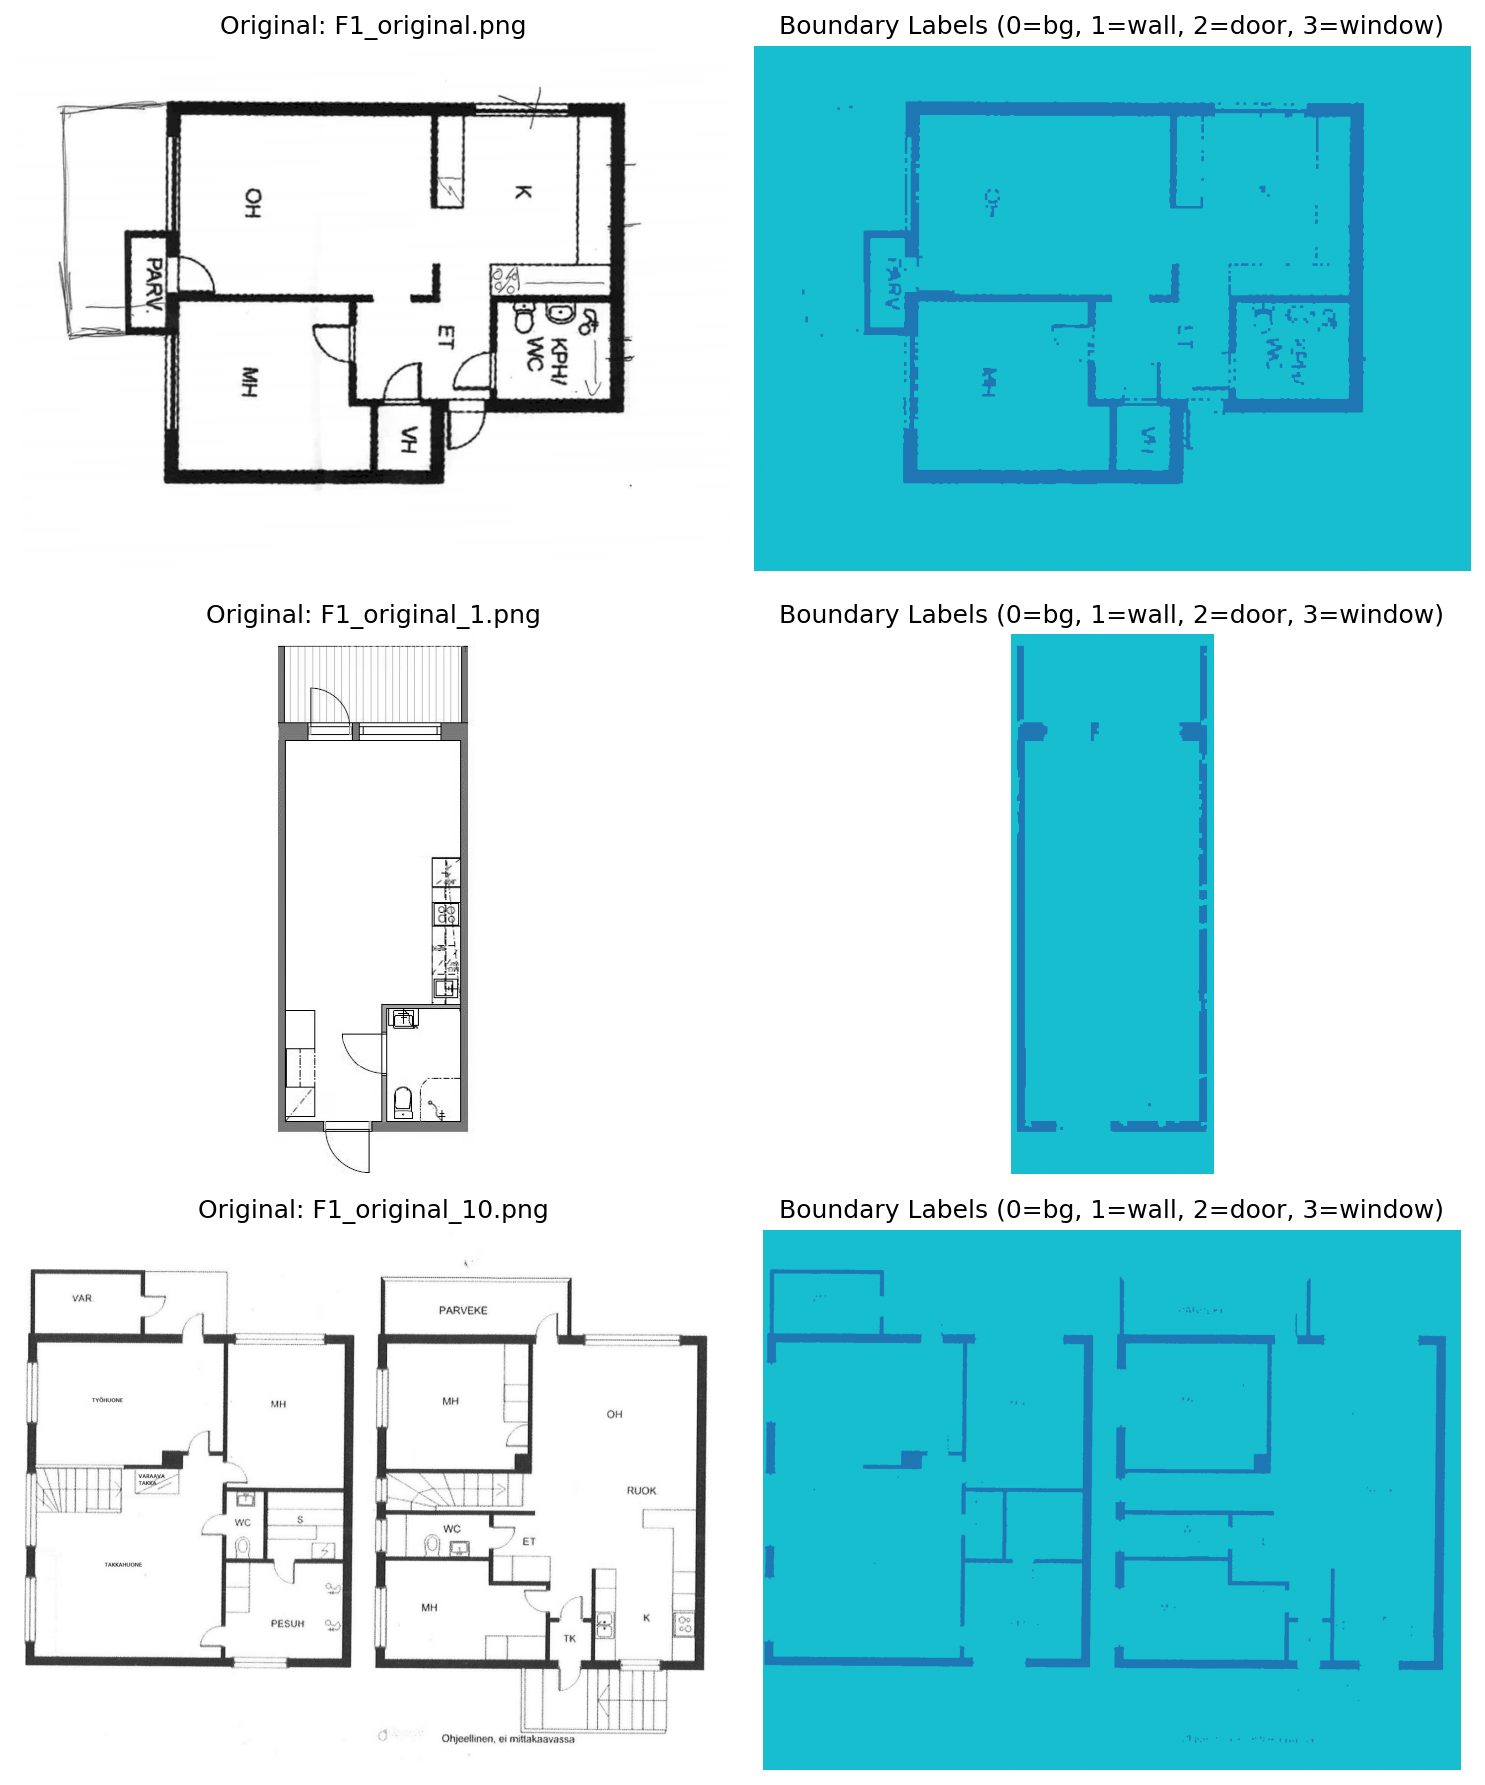 Original: F1_original.png
Boundary Labels (0=bg, 1=wall, 2=door, 3=window)
OH
K
PARV.
ET
KPH/
WC
MH
VH
Original: F1_original_1.png
Boundary Labels (0=bg, 1=wall, 2=door, 3=window)
Original: F1_original_10.png
Boundary Labels (0=bg, 1=wall, 2=door, 3=window)
VAR.
PARVEKE
TYÖHUONE
MH
MH
OH
VARAAVA
TAKKA
RUOK.
WC
S
WC
ET
TAKKAHUONE
MH
PESUH
K
TK
Ohjeellinen, ei mittakaavassa